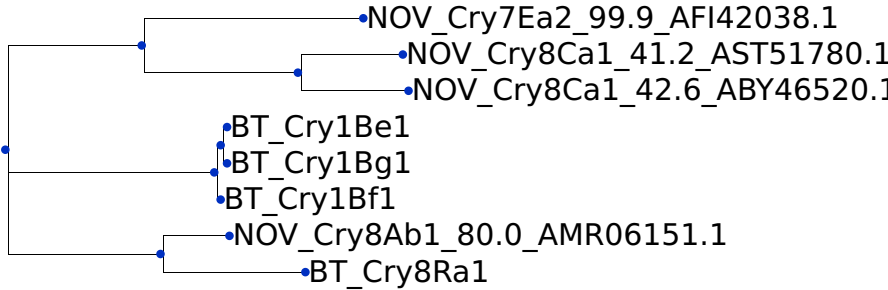 NOV_Cry7Ea2_99.9_AFI42038.1
NOV_Cry8Ca1_41.2_AST51780.1
NOV_Cry8Ca1_42.6_ABY46520.1
BT_Cry1Be1
BT_Cry1Bg1
BT_Cry1Bf1
NOV_Cry8Ab1_80.0_AMR06151.1
BT_Cry8Ra1